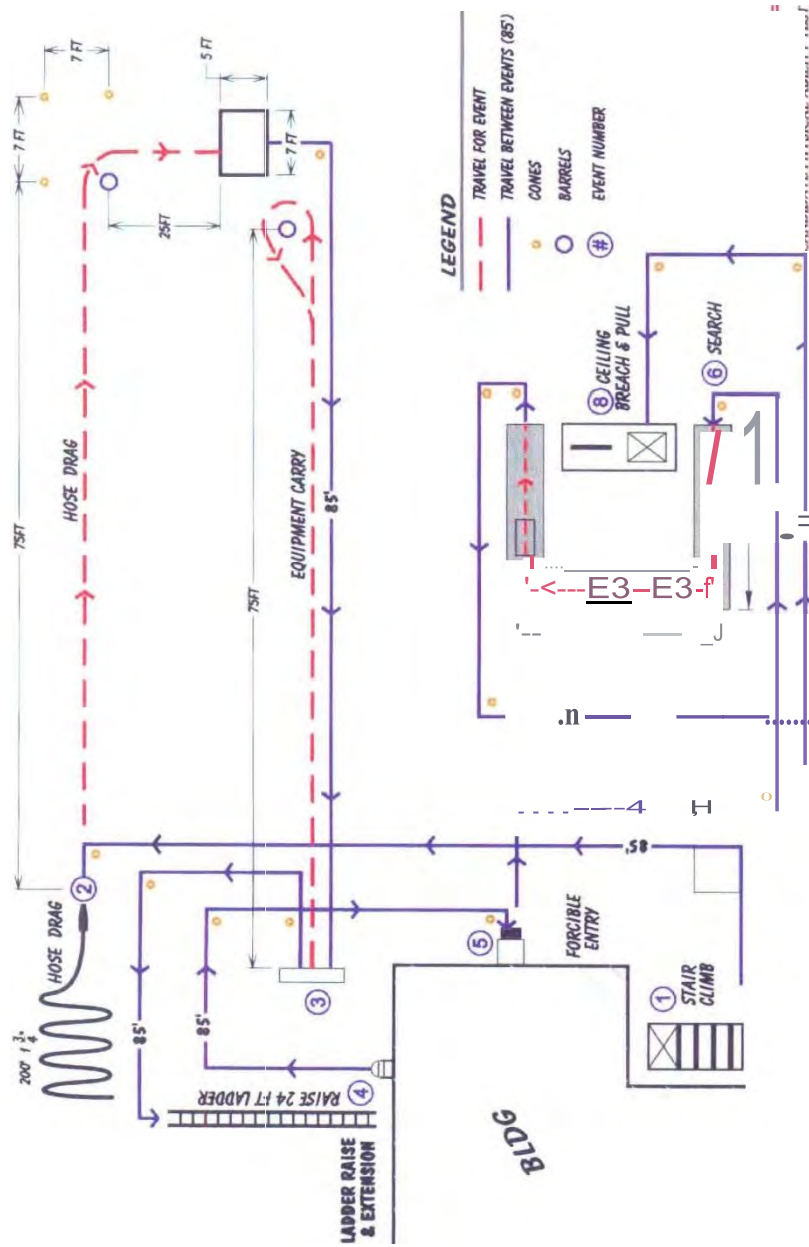 7 FT
7 FT
5 FT
7 FT
25FT
75FT
HOSE DRAG
EQUIPMENT CARRY
75FT
85'
LEGEND
TRAVEL FOR EVENT
TRAVEL BETWEEN EVENTS (85')
CONES
BARRELS
# EVENT NUMBER
8 CEILING
BREACH & PULL
6 SEARCH
200' 1 3/4
HOSE DRAG
2
85'
85'
3
4
RAISE 24 FT LADDER
LADDER RAISE
& EXTENSION
5
FORCIBLE
ENTRY
85'
1
STAIR
CLIMB
BLDG
'-<---E3-E3-f'